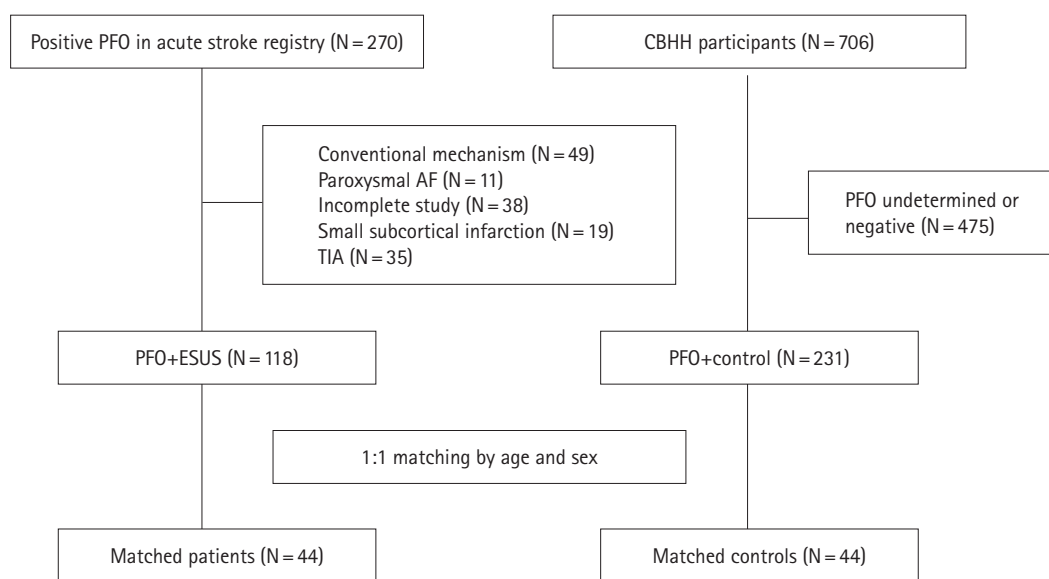 Positive PFO in acute stroke registry (N=270)
CBHH participants (N=706)
Conventional mechanism (N=49)
Paroxysmal AF (N=11)
Incomplete study (N=38)
Small subcortical infarction (N=19)
TIA (N=35)
PFO undetermined or
negative (N=475)
PFO+ESUS (N=118)
PFO+control (N=231)
1:1 matching by age and sex
Matched patients (N=44)
Matched controls (N=44)